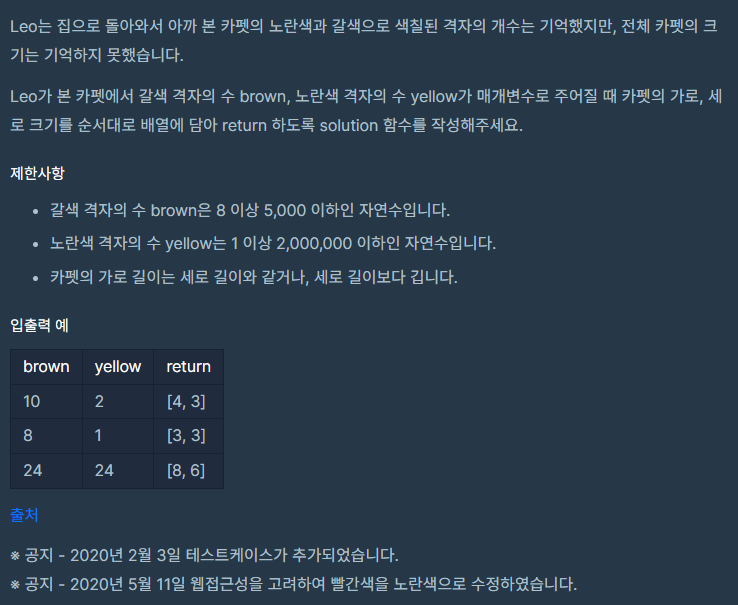 Leo는 집으로 돌아와서 아까 본 카펫의 노란색과 갈색으로 색칠된 격자의 개수는 기억했지만, 전체 카펫의 크
기는 기억하지 못했습니다.
Leo가 본 카펫에서 갈색 격자의 수 brown, 노란색 격자의 수 yellow가 매개변수로 주어질 때 카펫의 가로, 세
로 크기를 순서대로 배열에 담아 return 하도록 solution 함수를 작성해주세요.
제한사항
• 갈색 격자의 수 brown은 8 이상 5,000 이하인 자연수입니다.
• 노란색 격자의 수 yellow는 1 이상 2,000,000 이하인 자연수입니다.
• 카펫의 가로 길이는 세로 길이와 같거나, 세로 길이보다 깁니다.
입출력 예
brown yellow return
10 2 [4, 3]
8 1 [3, 3]
24 24 [8, 6]
출처
※ 공지 - 2020년 2월 3일 테스트케이스가 추가되었습니다.
※ 공지 - 2020년 5월 11일 웹접근성을 고려하여 빨간색을 노란색으로 수정하였습니다.